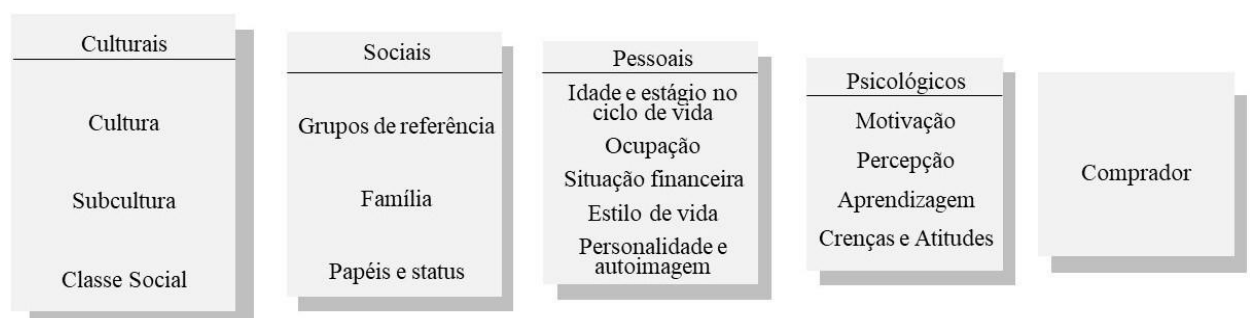 Culturais
Cultura
Subcultura
Classe Social
Sociais
Grupos de referência
Família
Papéis e status
Pessoais
Idade e estágio no
ciclo de vida
Ocupação
Situação financeira
Estilo de vida
Personalidade e
autoimagem
Psicológicos
Motivação
Percepção
Aprendizagem
Crenças e Atitudes
Comprador